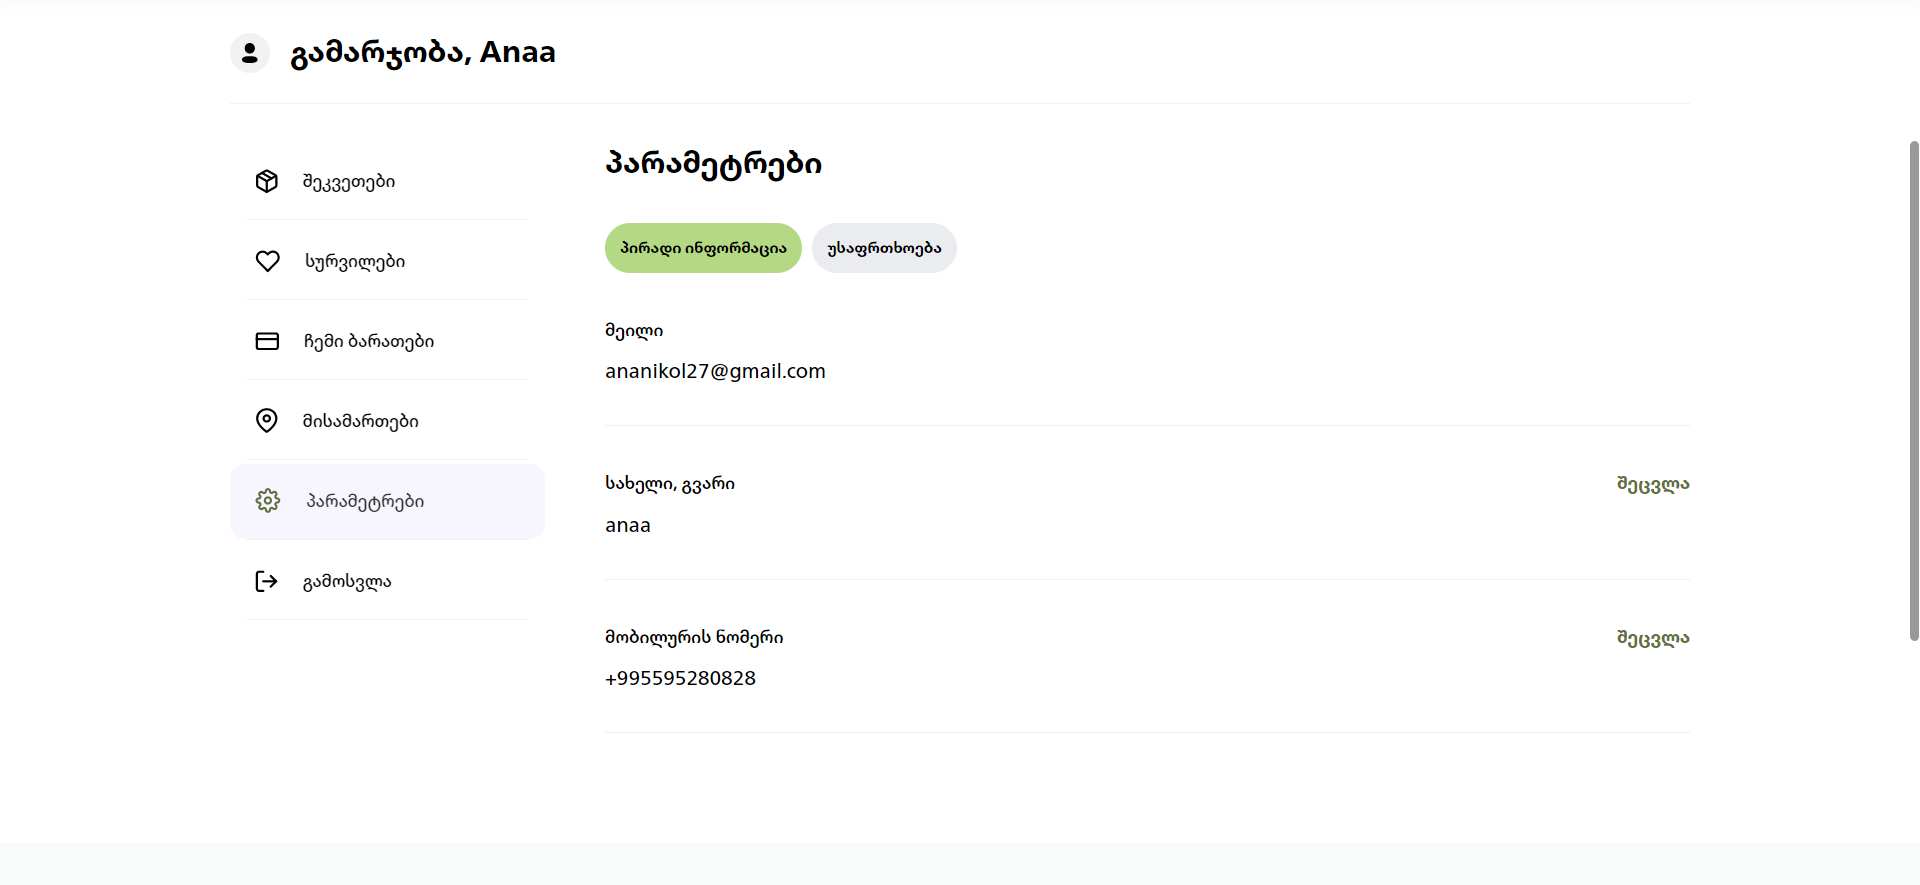 გამარჯობა, Anaa
შეკვეთები
სურვილები
ჩემი ბარათები
მისამართები
პარამეტრები
გამოსვლა
პარამეტრები
პირადი ინფორმაცია
უსაფრთხოება
მეილი
ananikol27@gmail.com
სახელი, გვარი
შეცვლა
anaa
მობილურის ნომერი
შეცვლა
+995595280828